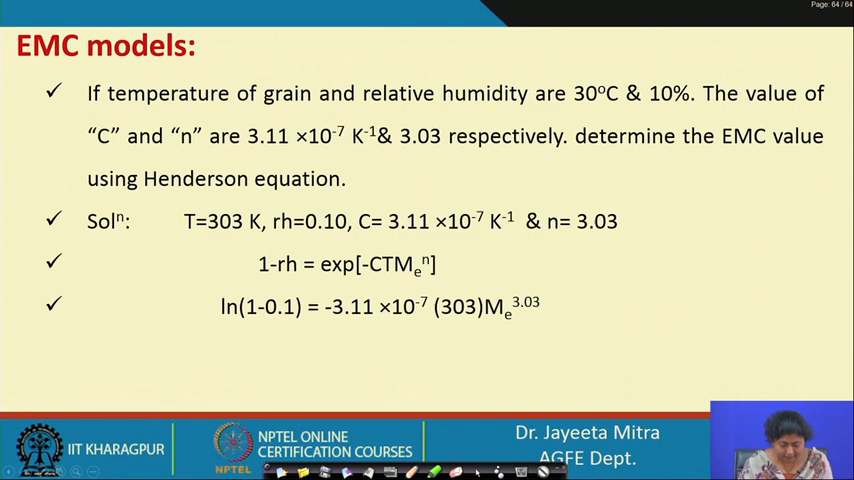 Page: 64 / 64
EMC models:
✓ If temperature of grain and relative humidity are 30⁰C & 10%. The value of
“C” and “n” are 3.11 ×10⁻⁷ K⁻¹& 3.03 respectively. determine the EMC value
using Henderson equation.
✓ Solⁿ: T=303 K, rh=0.10, C= 3.11 ×10⁻⁷ K⁻¹ & n= 3.03
✓ 1-rh = exp[-CTMₑⁿ]
✓ ln(1-0.1) = -3.11 ×10⁻⁷ (303)Mₑ³·⁰³
IIT KHARAGPUR
NPTEL
NPTEL ONLINE
CERTIFICATION COURSES
Dr. Jayeeta Mitra
AGFE Dept.